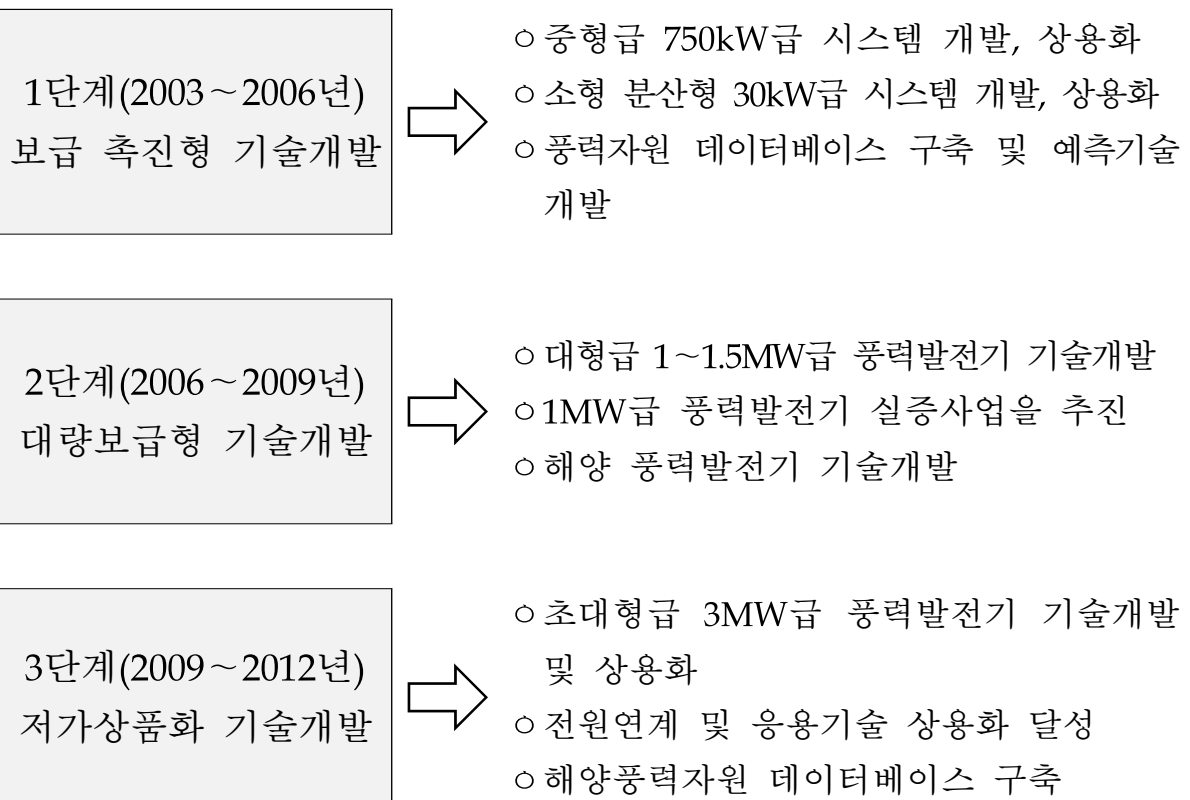 1단계(2003～2006년)
보급 촉진형 기술개발
ㅇ중형급 750kW급 시스템 개발, 상용화
ㅇ소형 분산형 30kW급 시스템 개발, 상용화
ㅇ풍력자원 데이터베이스 구축 및 예측기술
개발
2단계(2006～2009년)
대량보급형 기술개발
ㅇ대형급 1～1.5MW급 풍력발전기 기술개발
ㅇ1MW급 풍력발전기 실증사업을 추진
ㅇ해양 풍력발전기 기술개발
3단계(2009～2012년)
저가상품화 기술개발
ㅇ초대형급 3MW급 풍력발전기 기술개발
및 상용화
ㅇ전원연계 및 응용기술 상용화 달성
ㅇ해양풍력자원 데이터베이스 구축